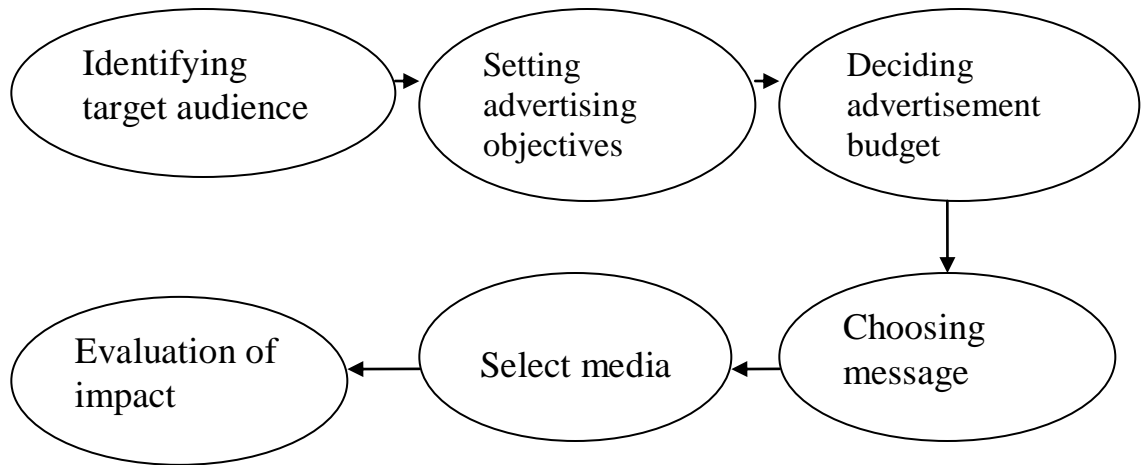 Identifying
target audience
Setting
advertising
objectives
Deciding
advertisement
budget
Choosing
message
Select media
Evaluation of
impact